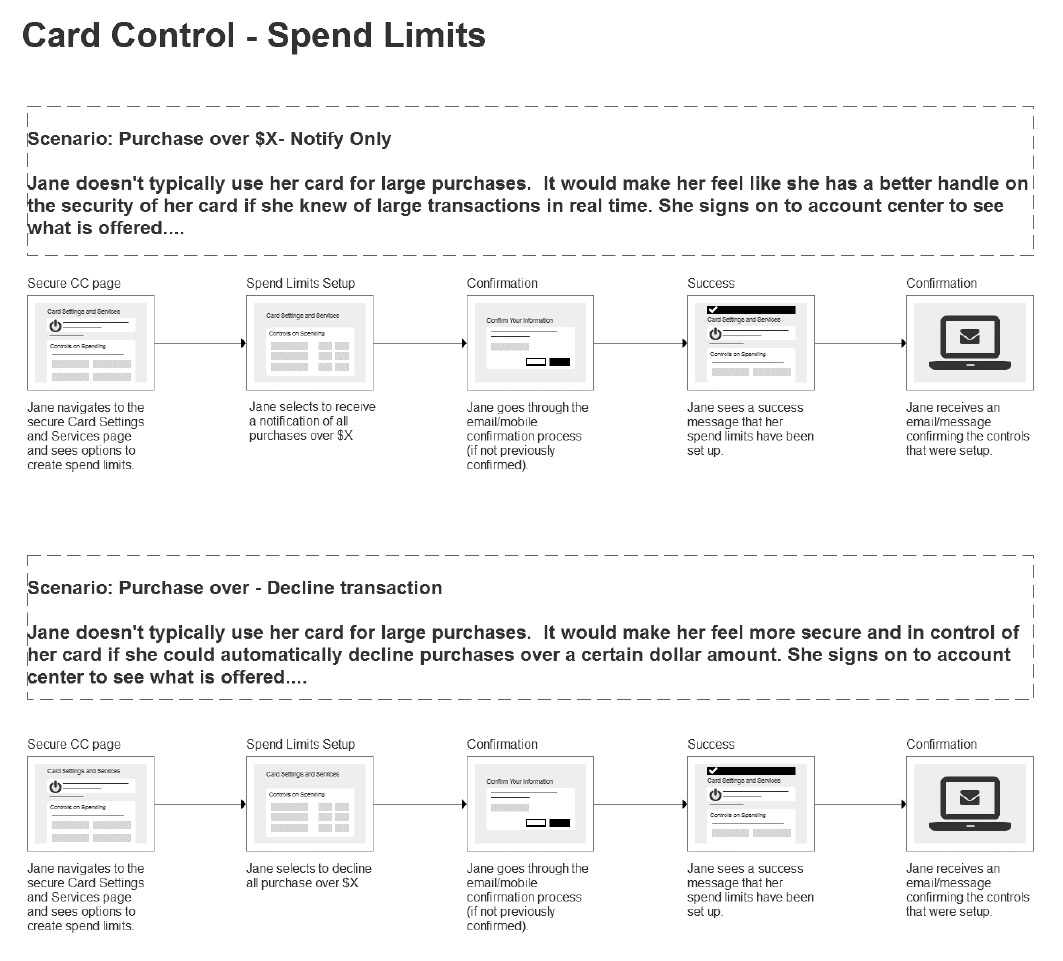 Card Control - Spend Limits
Scenario: Purchase over $X- Notify Only
Jane doesn't typically use her card for large purchases.  It would make her feel like she has a better handle on
the security of her card if she knew of large transactions in real time. She signs on to account center to see
what is offered....
Secure CC page
Spend Limits Setup
Confirmation
Success
Confirmation
Card Settings and Services
Controls on Spending
Card Settings and Services
Controls on Spending
Confirm Your Information
Card Settings and Services
Controls on Spending
Jane navigates to the
secure Card Settings
and Services page
and sees options to
create spend limits.
Jane selects to receive
a notification of all
purchases over $X
Jane goes through the
email/mobile
confirmation process
(if not previously
confirmed).
Jane sees a success
message that her
spend limits have been
set up.
Jane receives an
email/message
confirming the controls
that were setup.
Scenario: Purchase over - Decline transaction
Jane doesn't typically use her card for large purchases.  It would make her feel more secure and in control of
her card if she could automatically decline purchases over a certain dollar amount. She signs on to account
center to see what is offered....
Secure CC page
Spend Limits Setup
Confirmation
Success
Confirmation
Card Settings and Services
Controls on Spending
Card Settings and Services
Controls on Spending
Confirm Your Information
Card Settings and Services
Controls on Spending
Jane navigates to the
secure Card Settings
and Services page
and sees options to
create spend limits.
Jane selects to decline
all purchase over $X
Jane goes through the
email/mobile
confirmation process
(if not previously
confirmed).
Jane sees a success
message that her
spend limits have been
set up.
Jane receives an
email/message
confirming the controls
that were setup.